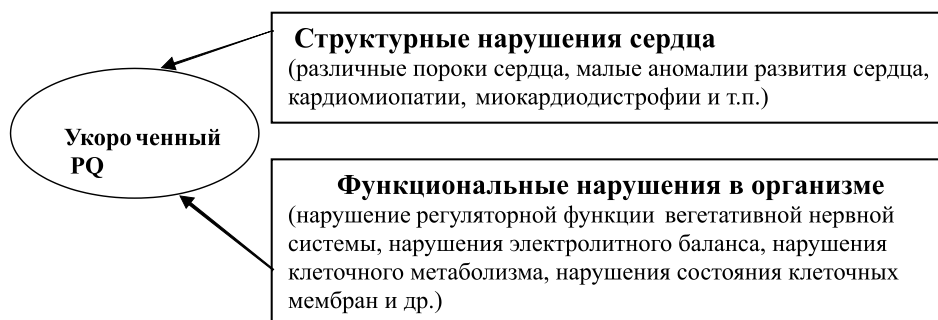 Структурные нарушения сердца
(различные пороки сердца, малые аномалии развития сердца,
кардиомиопатии, миокардиодистрофии и т.п.)
Укоро ченный
PQ
Функциональные нарушения в организме
(нарушение регуляторной функции вегетативной нервной
системы, нарушения электролитного баланса, нарушения
клеточного метаболизма, нарушения состояния клеточных
мембран и др.)